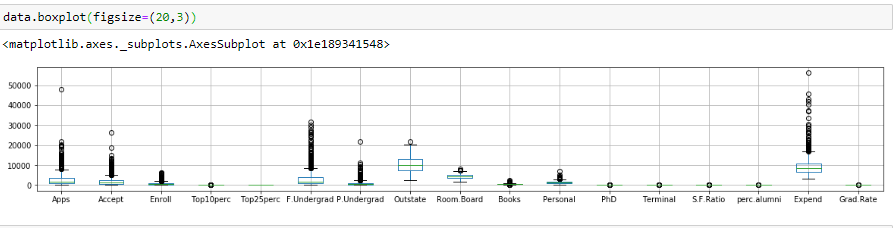 data.boxplot(figsize=(20,3))
<matplotlib.axes._subplots.AxesSubplot at 0x1e189341548>
50000
40000
30000
20000
10000
0
Apps Accept Enroll Top10perc Top25perc F.Undergrad P.Undergrad Outstate Room.Board Books Personal PhD Terminal S.F.Ratio perc.alumni Expend Grad.Rate